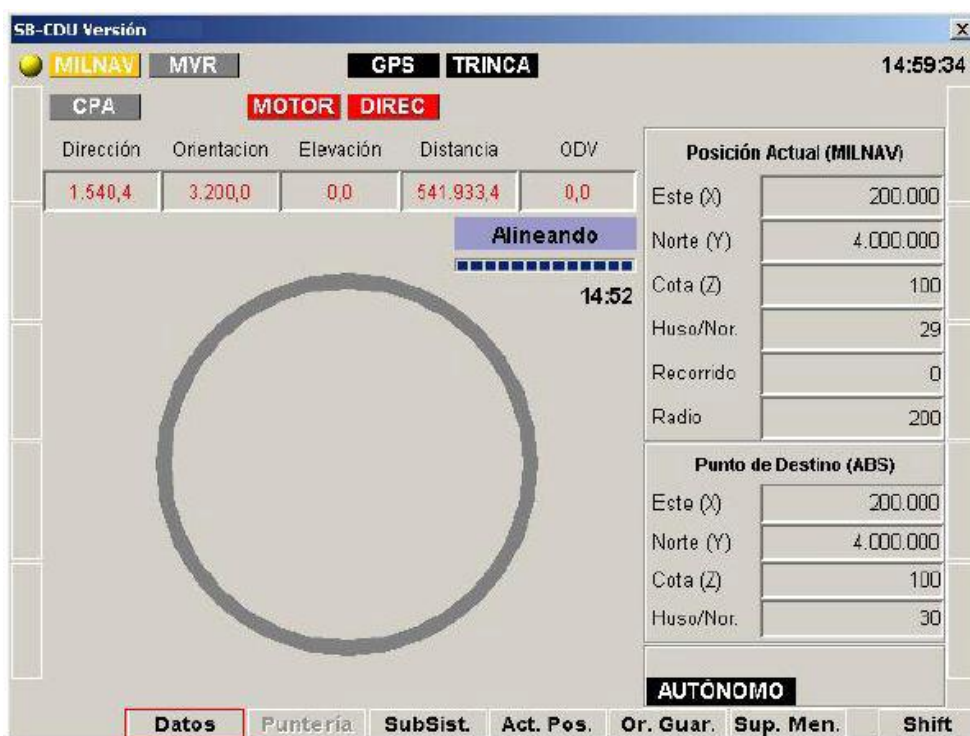 SB-CDU Versión
MILNAV MVR GPS TRINCA 14:59:34
CPA MOTOR DIREC
Dirección Orientacion Elevación Distancia ODV
1.540,4 3.200,0 0,0 541.933,4 0,0
Alineando
14:52
Posición Actual (MILNAV)
Este (X) 200.000
Norte (Y) 4.000.000
Cota (Z) 100
Huso/Nor. 29
Recorrido 0
Radio 200
Punto de Destino (ABS)
Este (X) 200.000
Norte (Y) 4.000.000
Cota (Z) 100
Huso/Nor. 30
AUTÓNOMO
Datos Puntería SubSist. Act. Pos. Or. Guar. Sup. Men. Shift